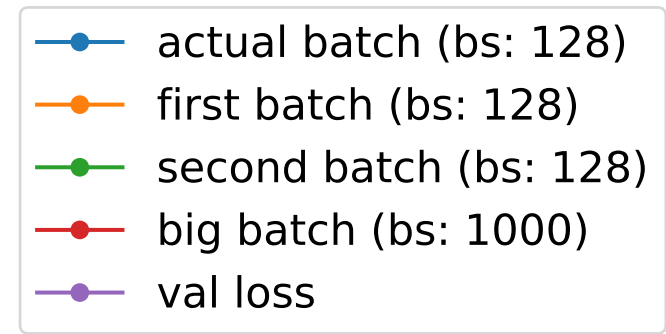 actual batch (bs: 128)
first batch (bs: 128)
second batch (bs: 128)
big batch (bs: 1000)
val loss